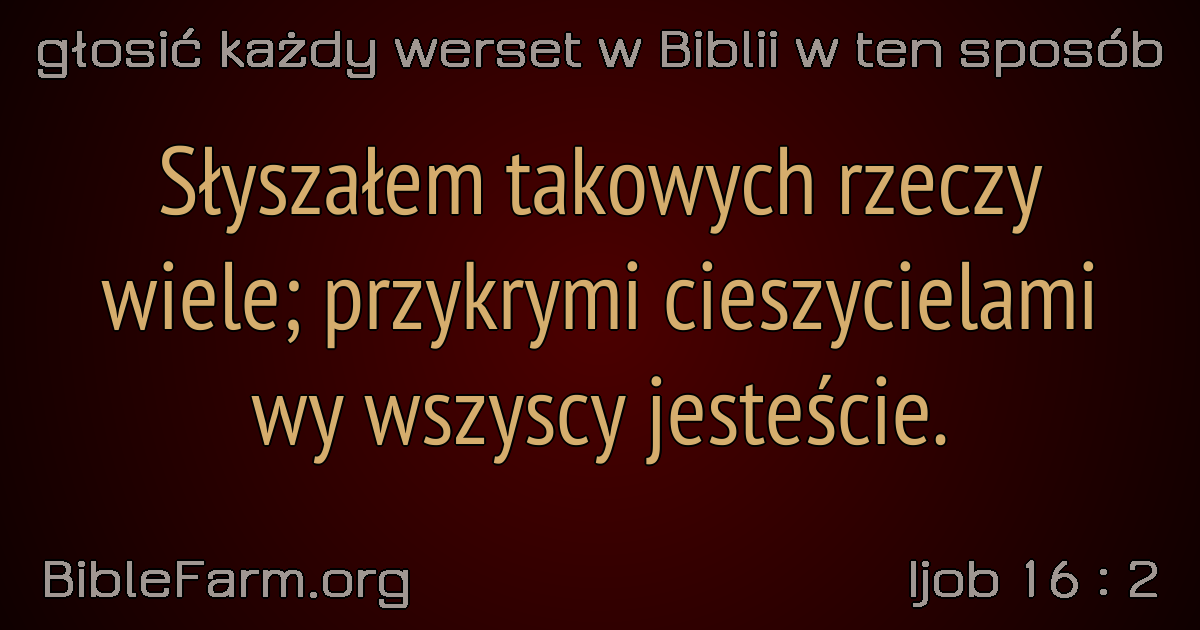 głosić każdy werset w Biblii w ten sposób
Słyszałem takowych rzeczy
wiele; przykrymi cieszycielami
wy wszyscy jesteście.
BibleFarm.org
Ijob 16 : 2